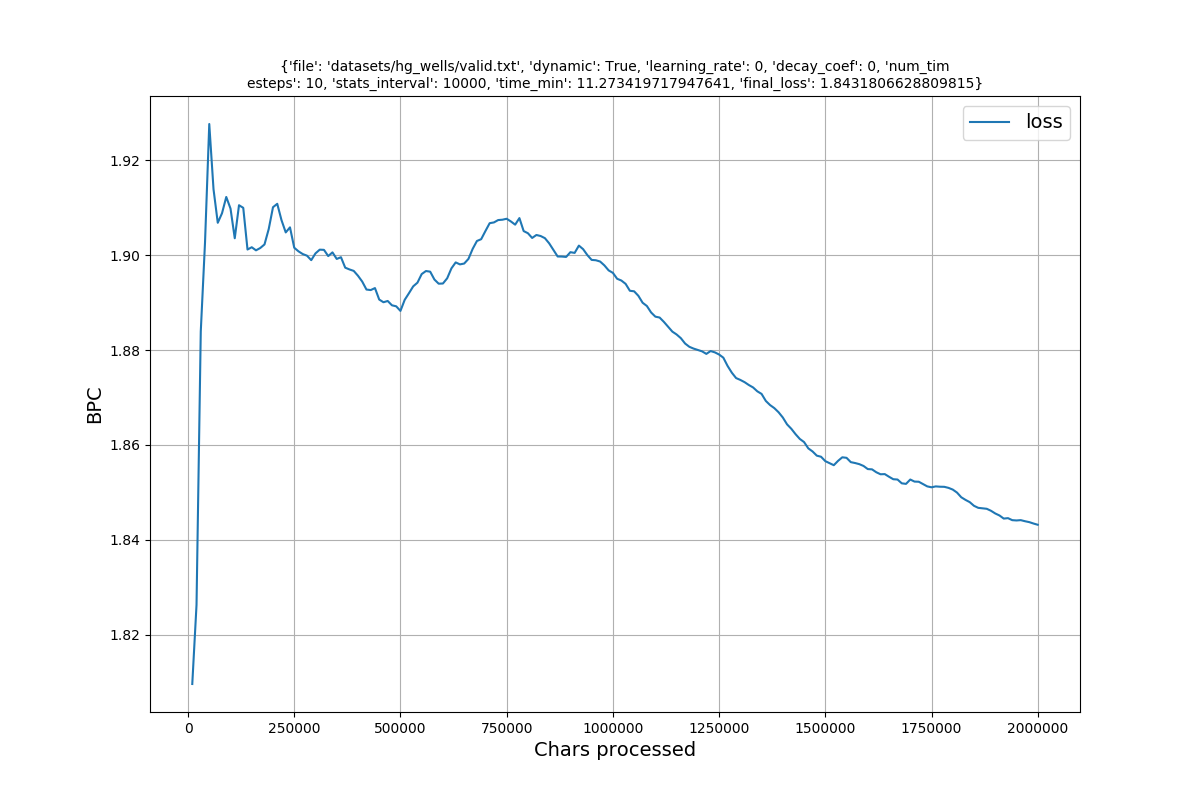 {'file': 'datasets/hg_wells/valid.txt', 'dynamic': True, 'learning_rate': 0, 'decay_coef': 0, 'num_tim
esteps': 10, 'stats_interval': 10000, 'time_min': 11.273419717947641, 'final_loss': 1.8431806628809815}
loss
1.92
1.90
1.88
1.86
1.84
1.82
BPC
0 250000 500000 750000 1000000 1250000 1500000 1750000 2000000
Chars processed